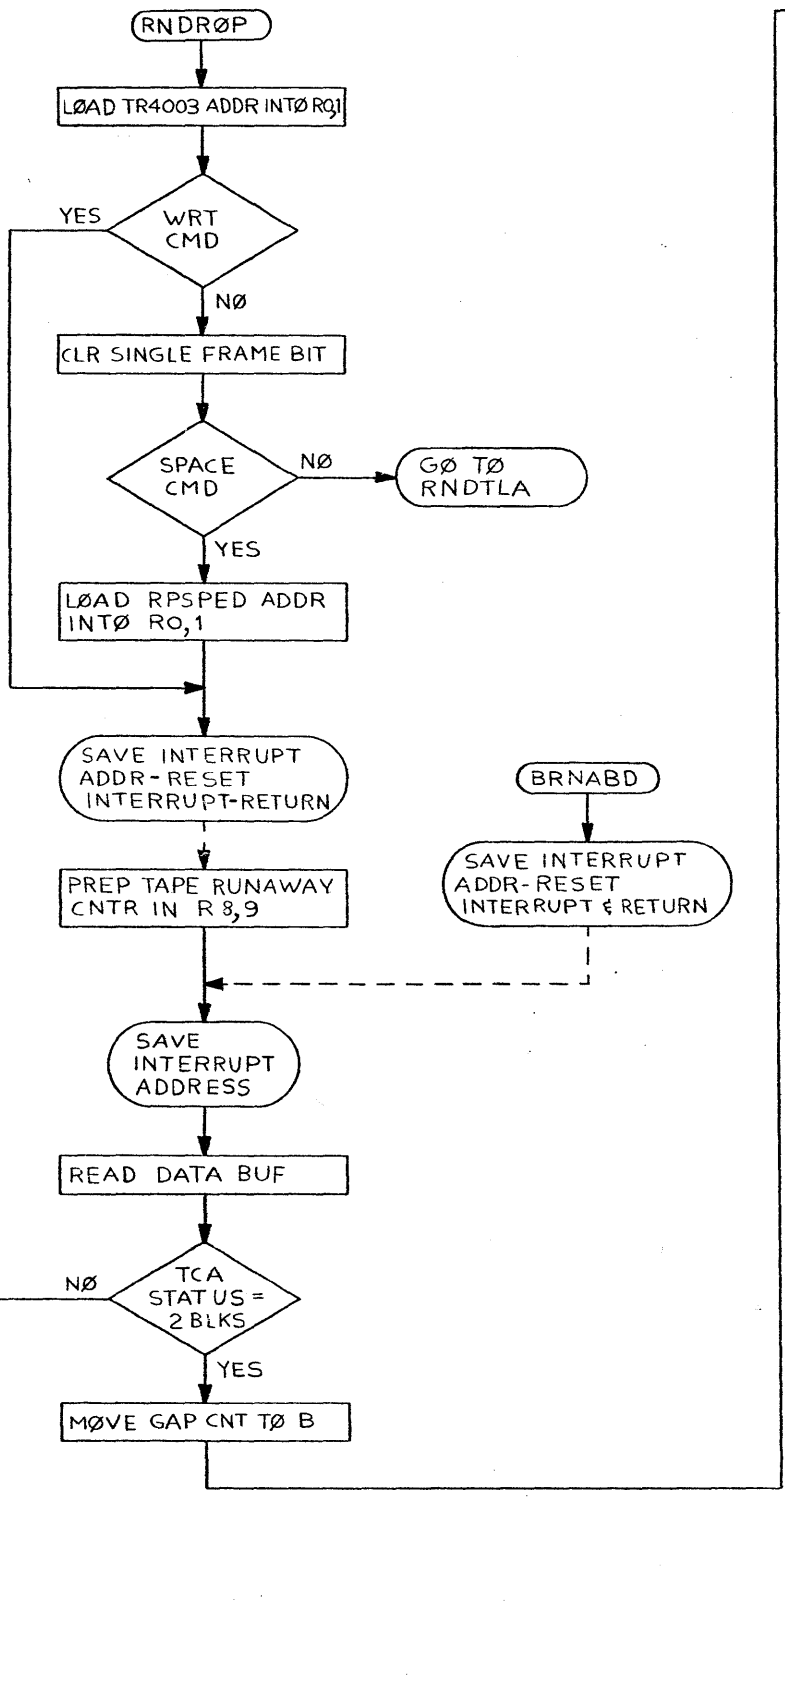 RNDRØP
LØAD TR4003 ADDR INTØ R0,1
YES
WRT
CMD
NØ
CLR SINGLE FRAME BIT
SPACE
CMD
NØ
GØ TØ
RNDTLA
YES
LØAD RPSPED ADDR
INTØ R0,1
SAVE INTERRUPT
ADDR-RESET
INTERRUPT-RETURN
BRNABD
SAVE INTERRUPT
ADDR-RESET
INTERRUPT & RETURN
PREP TAPE RUNAWAY
CNTR IN R8,9
SAVE
INTERRUPT
ADDRESS
READ DATA BUF
NØ
TCA
STATUS =
2 BLKS
YES
MØVE GAP CNT TØ B